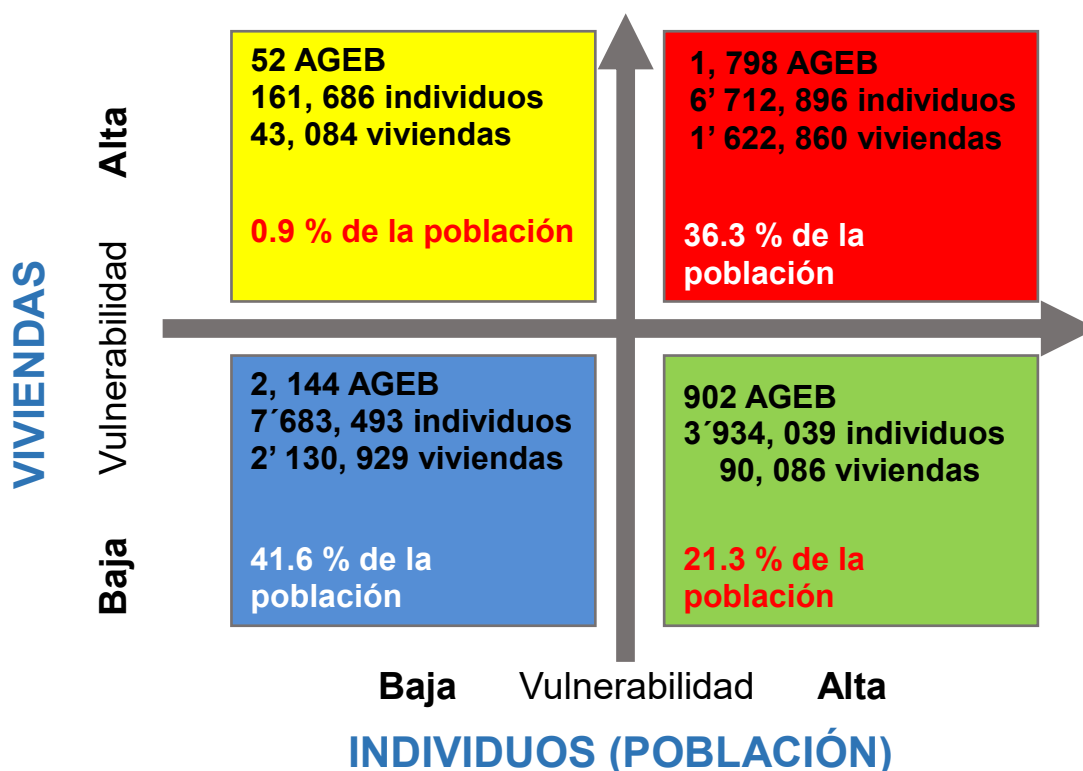 VIVIENDAS
Vulnerabilidad
Alta
Baja
52 AGEB
161, 686 individuos
43, 084 viviendas
0.9 % de la población
1, 798 AGEB
6’ 712, 896 individuos
1’ 622, 860 viviendas
36.3 % de la
población
2, 144 AGEB
7´683, 493 individuos
2’ 130, 929 viviendas
41.6 % de la
población
902 AGEB
3´934, 039 individuos
90, 086 viviendas
21.3 % de la
población
Baja Vulnerabilidad Alta
INDIVIDUOS (POBLACIÓN)